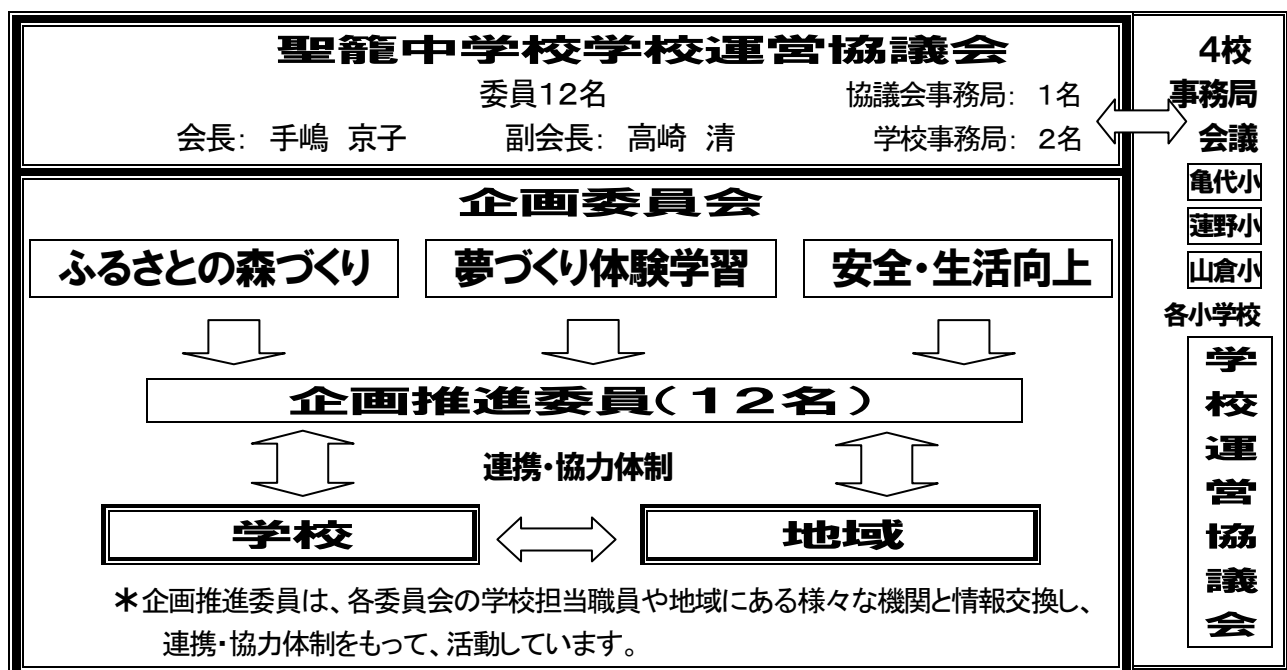 聖籠中学校学校運営協議会
委員12名
協議会事務局: 1名
会長: 手嶋 京子
副会長: 高崎 清
学校事務局: 2名
企画委員会
ふるさとの森づくり
夢づくり体験学習
安全・生活向上
企画推進委員(12名)
連携・協力体制
学校
地域
*企画推進委員は、各委員会の学校担当職員や地域にある様々な機関と情報交換し、
連携・協力体制をもって、活動しています。
4校
事務局
会議
亀代小
蓮野小
山倉小
各小学校
学校運営協議会